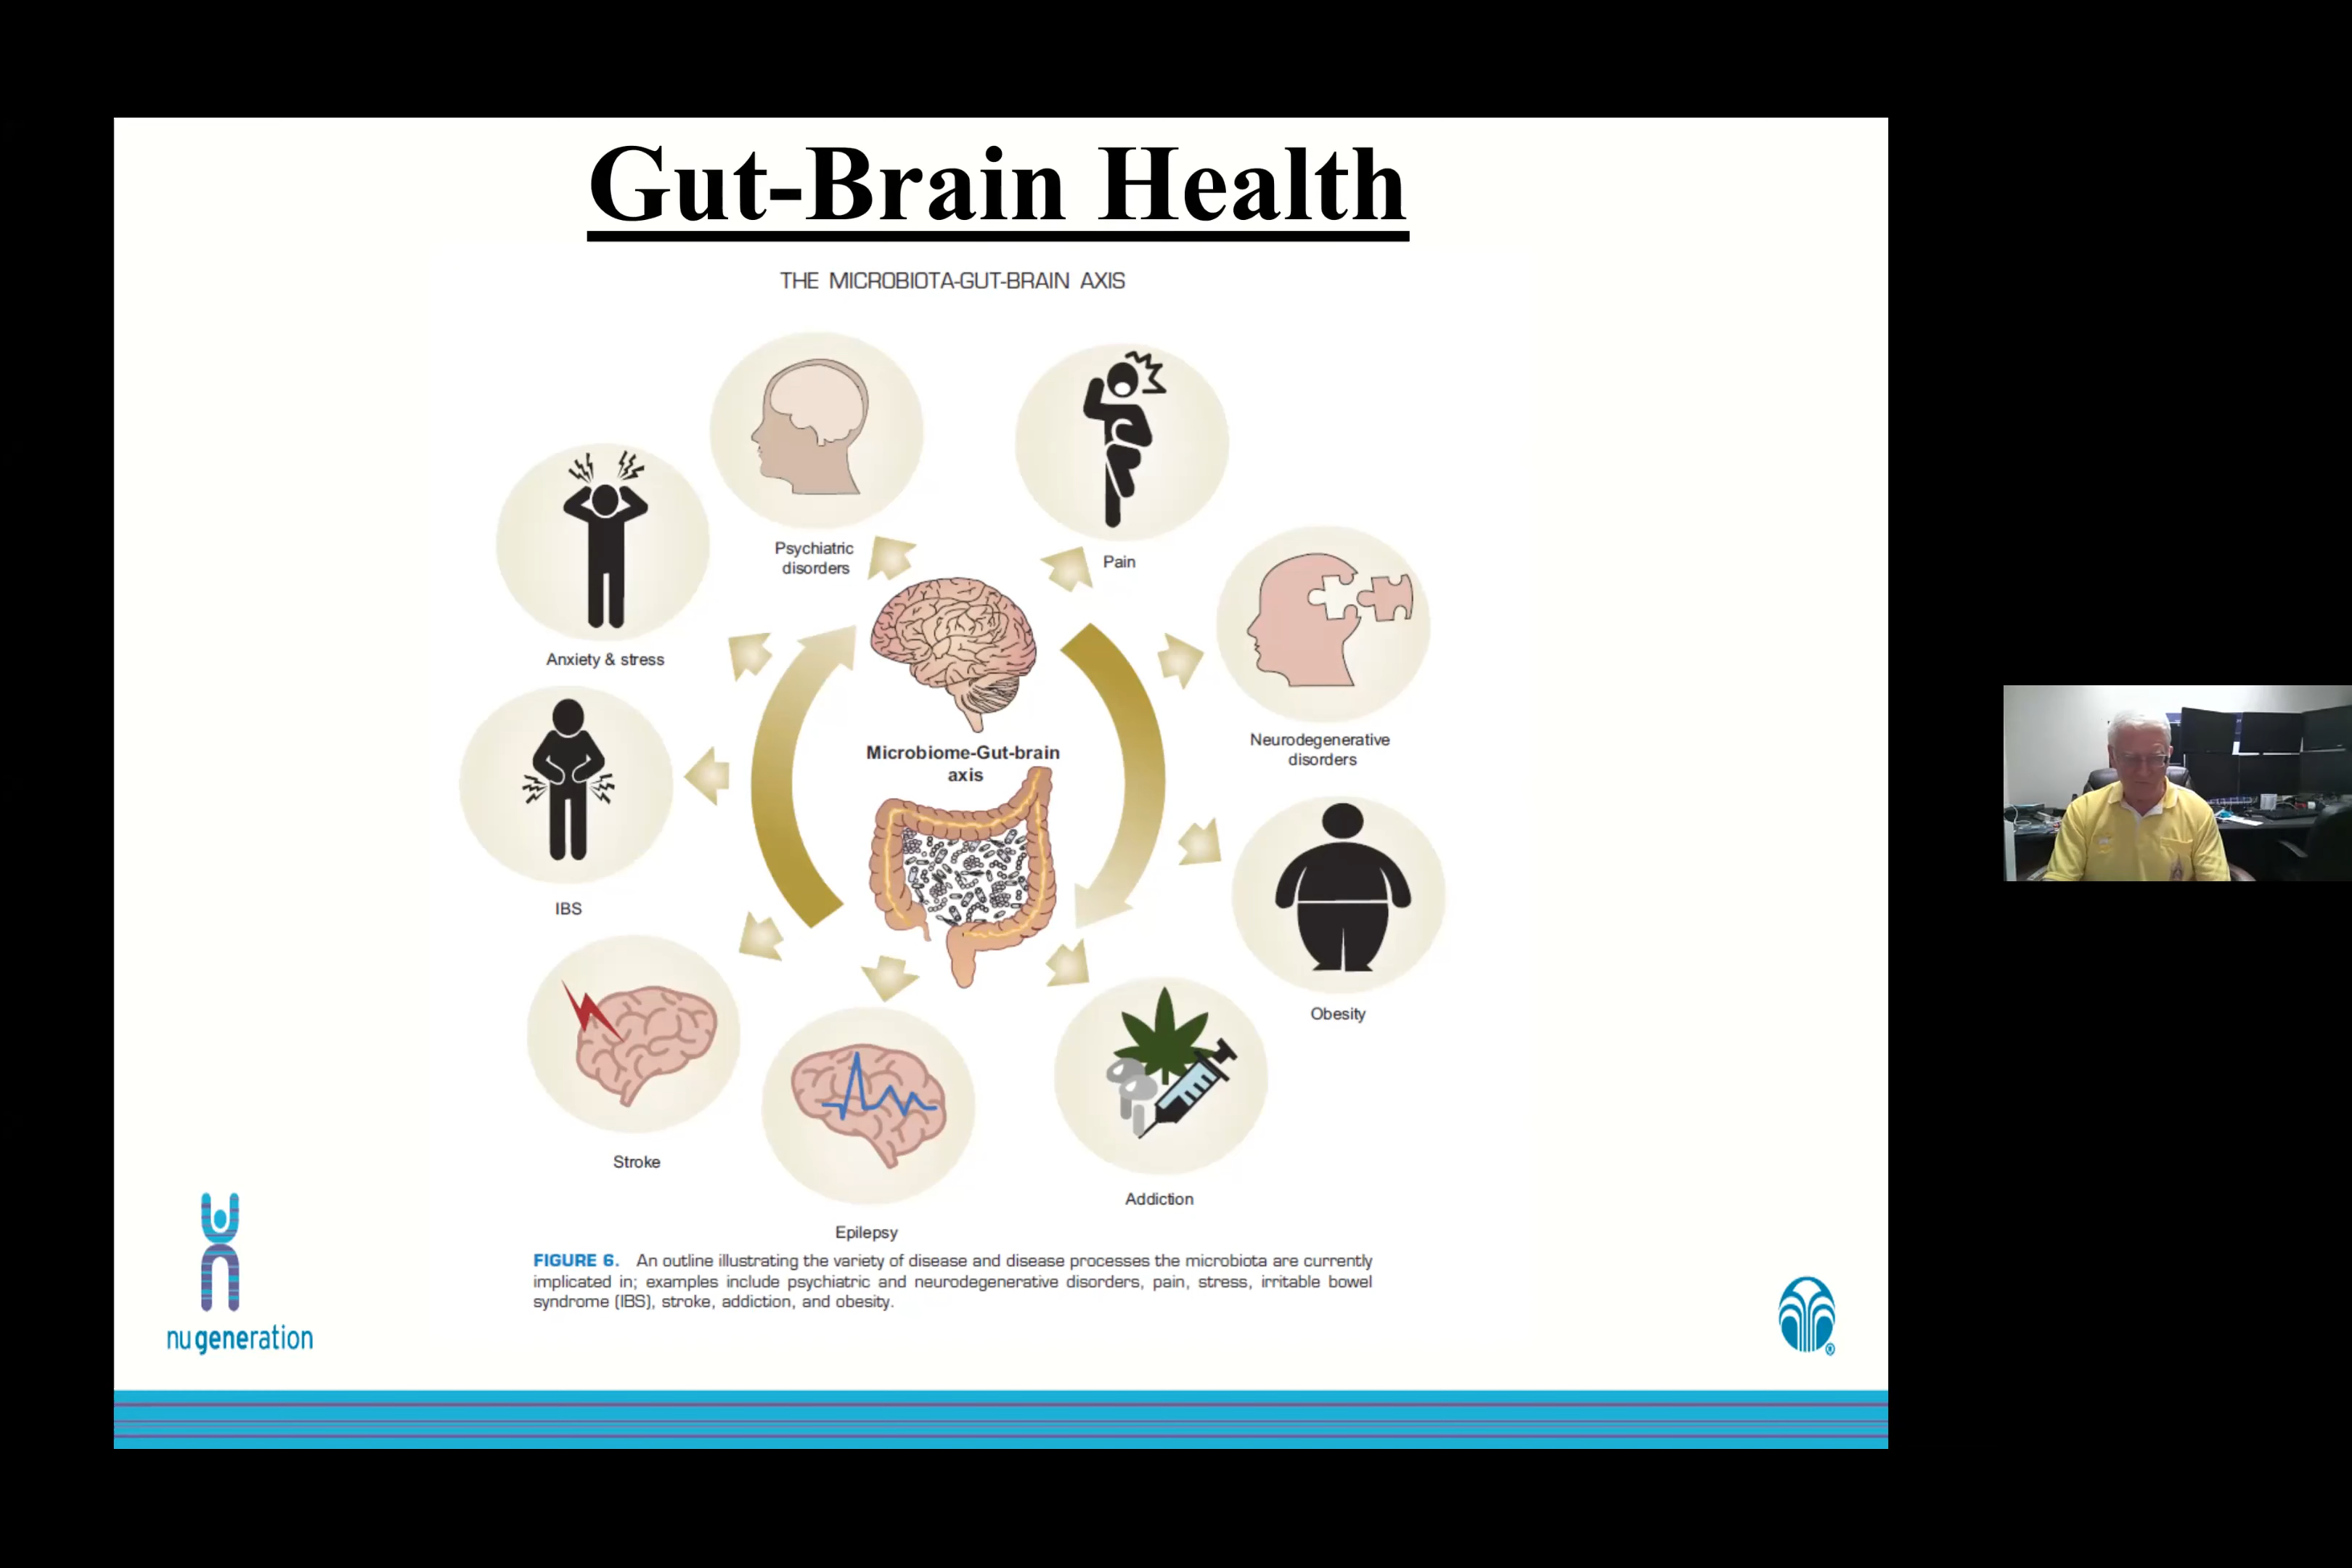 Gut-Brain Health
THE MICROBIOTA-GUT-BRAIN AXIS
Psychiatric
disorders
Pain
Anxiety & stress
Neurodegenerative
disorders
Microbiome-Gut-brain
axis
IBS
Obesity
Stroke
Addiction
Epilepsy
FIGURE 6. An outline illustrating the variety of disease and disease processes the microbiota are currently
implicated in; examples include psychiatric and neurodegenerative disorders, pain, stress, irritable bowel
syndrome (IBS), stroke, addiction, and obesity.
nugeneration
®